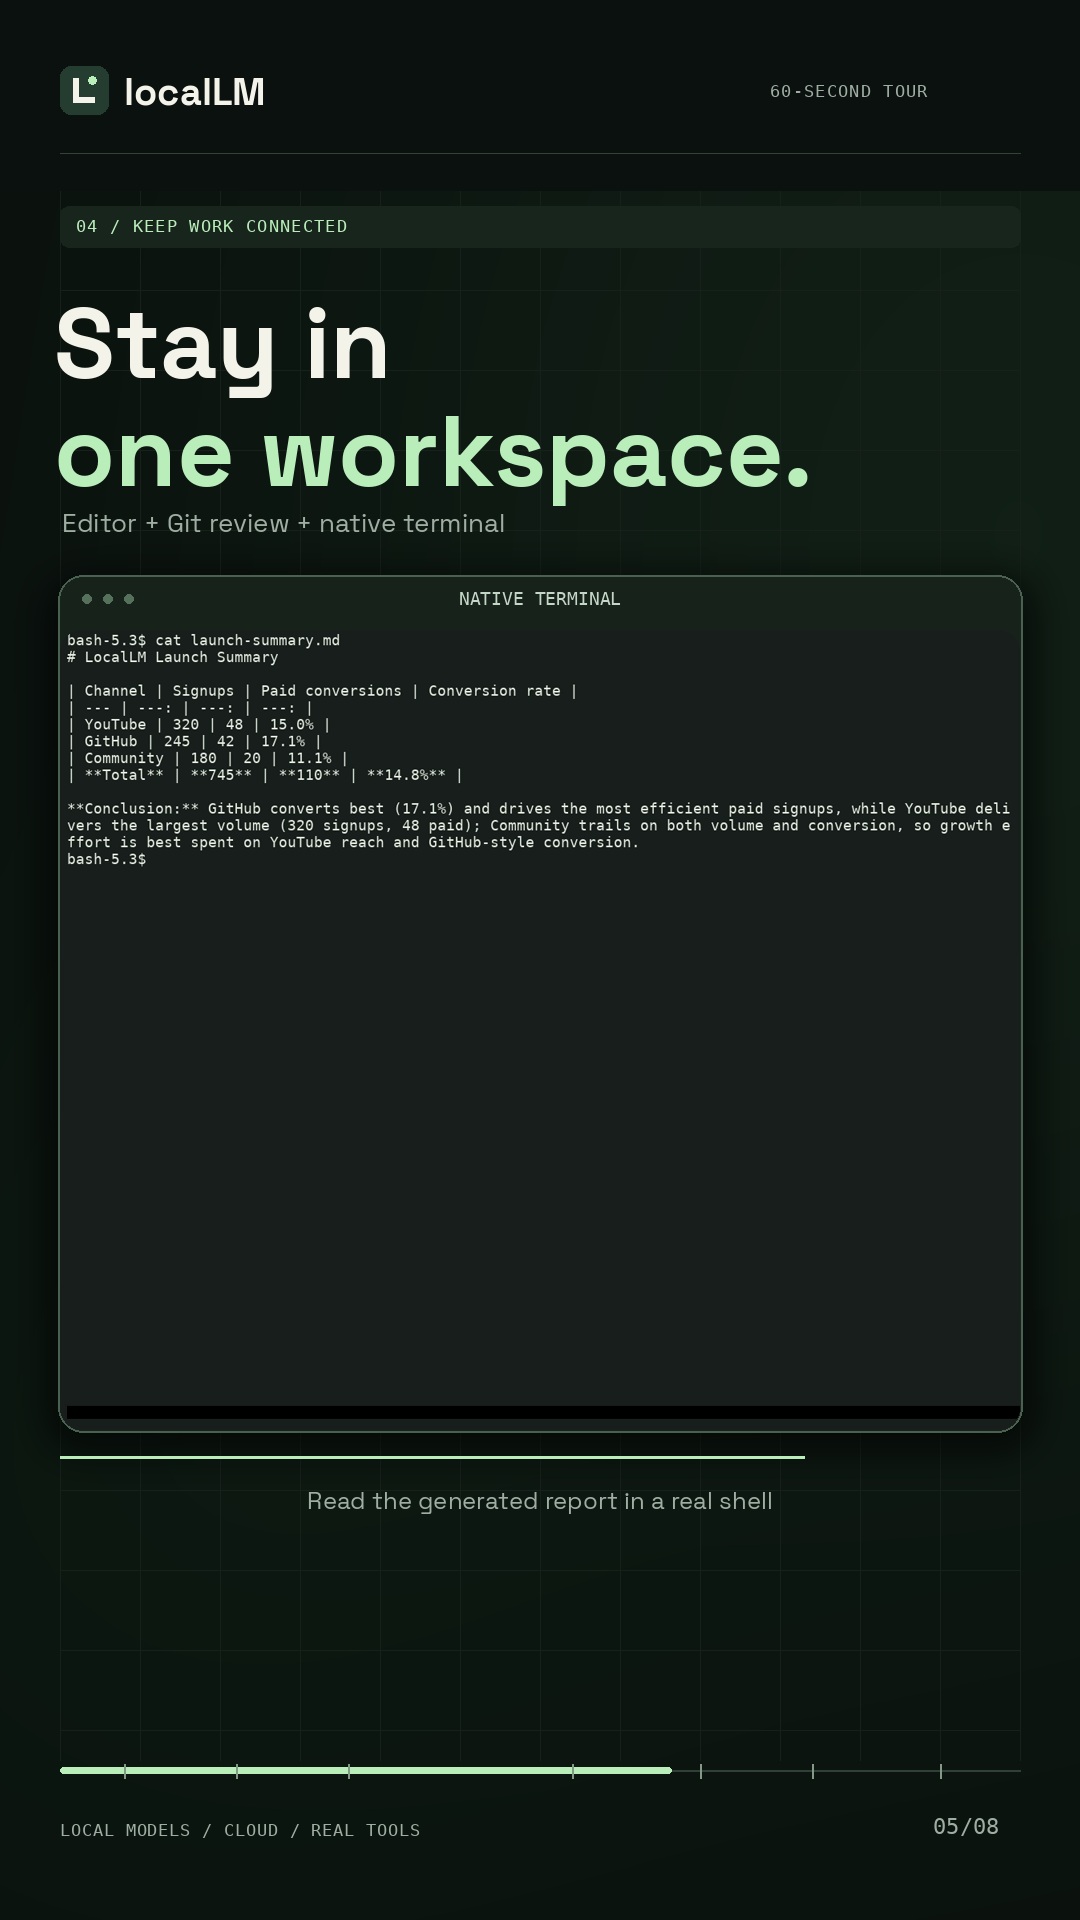 localLM
60-SECOND TOUR
04 / KEEP WORK CONNECTED
Stay in
one workspace.
Editor + Git review + native terminal
NATIVE TERMINAL
bash-5.3$ cat launch-summary.md
# LocalLM Launch Summary
| Channel | Signups | Paid conversions | Conversion rate |
| --- | ---: | ---: | ---: |
| YouTube | 320 | 48 | 15.0% |
| GitHub | 245 | 42 | 17.1% |
| Community | 180 | 20 | 11.1% |
| **Total** | **745** | **110** | **14.8%** |
**Conclusion:** GitHub converts best (17.1%) and drives the most efficient paid signups, while YouTube deli
vers the largest volume (320 signups, 48 paid); Community trails on both volume and conversion, so growth e
ffort is best spent on YouTube reach and GitHub-style conversion.
bash-5.3$
Read the generated report in a real shell
LOCAL MODELS / CLOUD / REAL TOOLS
05/08